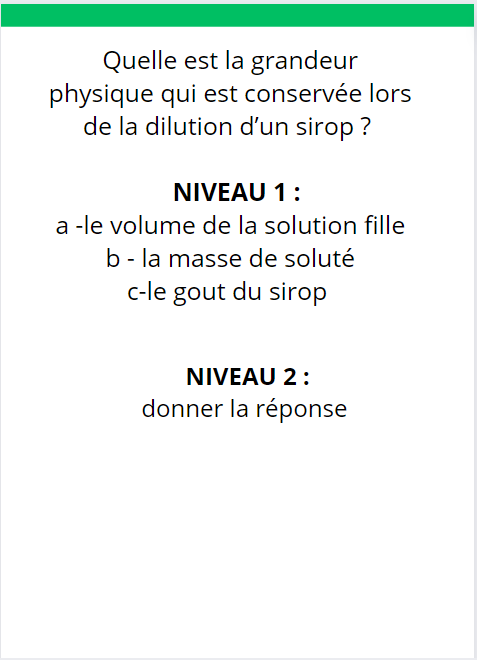 Quelle est la grandeur
physique qui est conservée lors
de la dilution d’un sirop ?
NIVEAU 1 :
a -le volume de la solution fille
b - la masse de soluté
c-le gout du sirop
NIVEAU 2 :
donner la réponse